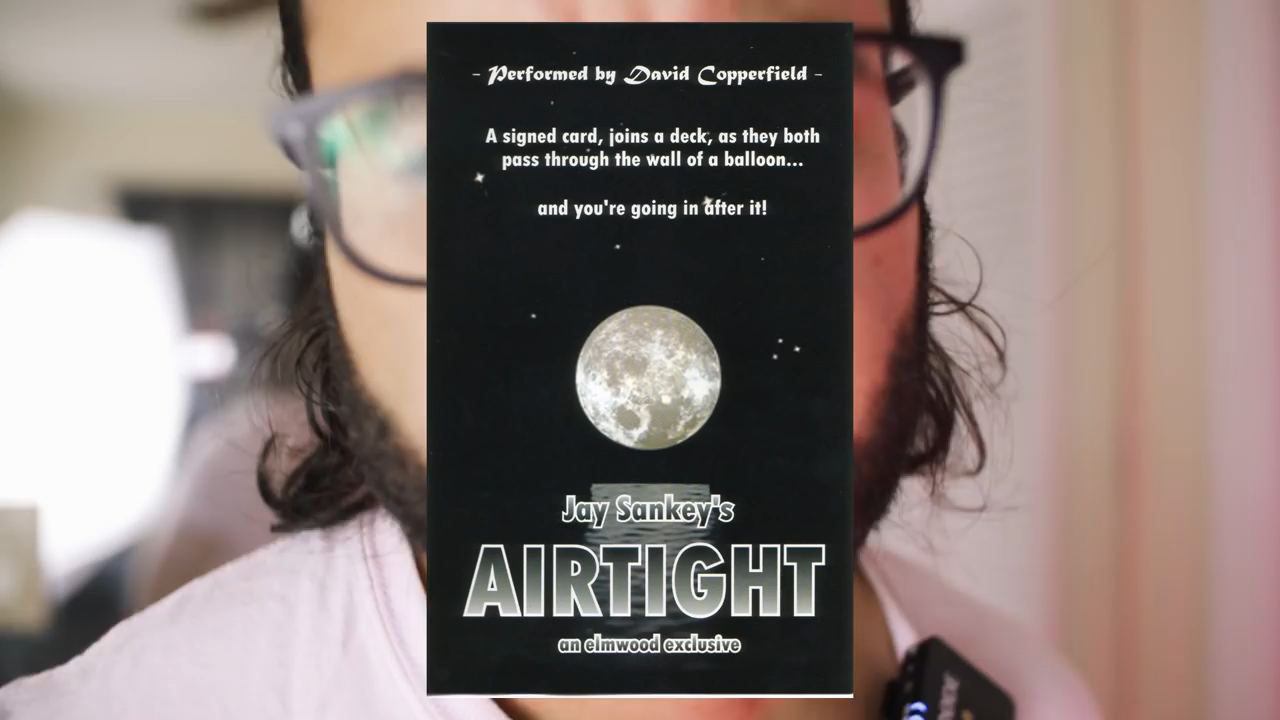 - Performed by David Copperfield -
A signed card, joins a deck, as they both
pass through the wall of a balloon...
and you're going in after it!
Jay Sankey's
AIRTIGHT
an elmwood exclusive